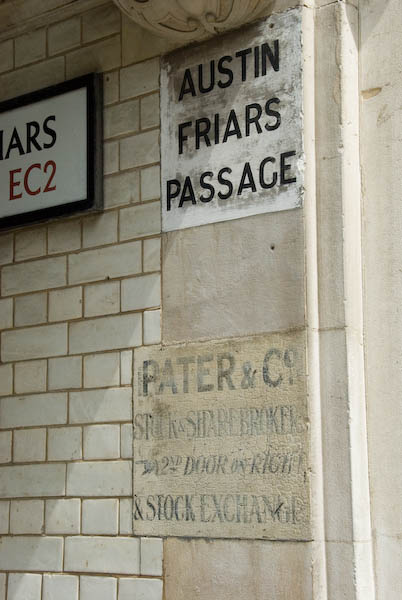 AUSTIN
FRIARS
PASSAGE
IARS
EC2
PATER & Co
STOCK & SHAREBROKERS
2ND DOOR ON RIGHT
& STOCK EXCHANGE